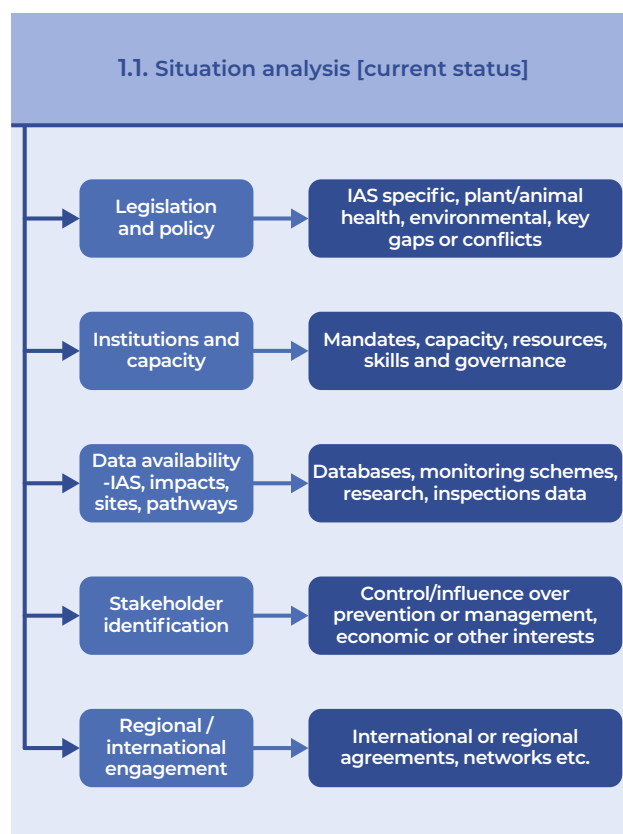 1.1. Situation analysis [current status]
Legislation
and policy
IAS specific, plant/animal
health, environmental, key
gaps or conflicts
Institutions and
capacity
Mandates, capacity, resources,
skills and governance
Data availability
-IAS, impacts,
sites, pathways
Databases, monitoring schemes,
research, inspections data
Stakeholder
identification
Control/influence over
prevention or management,
economic or other interests
Regional /
international
engagement
International or regional
agreements, networks etc.